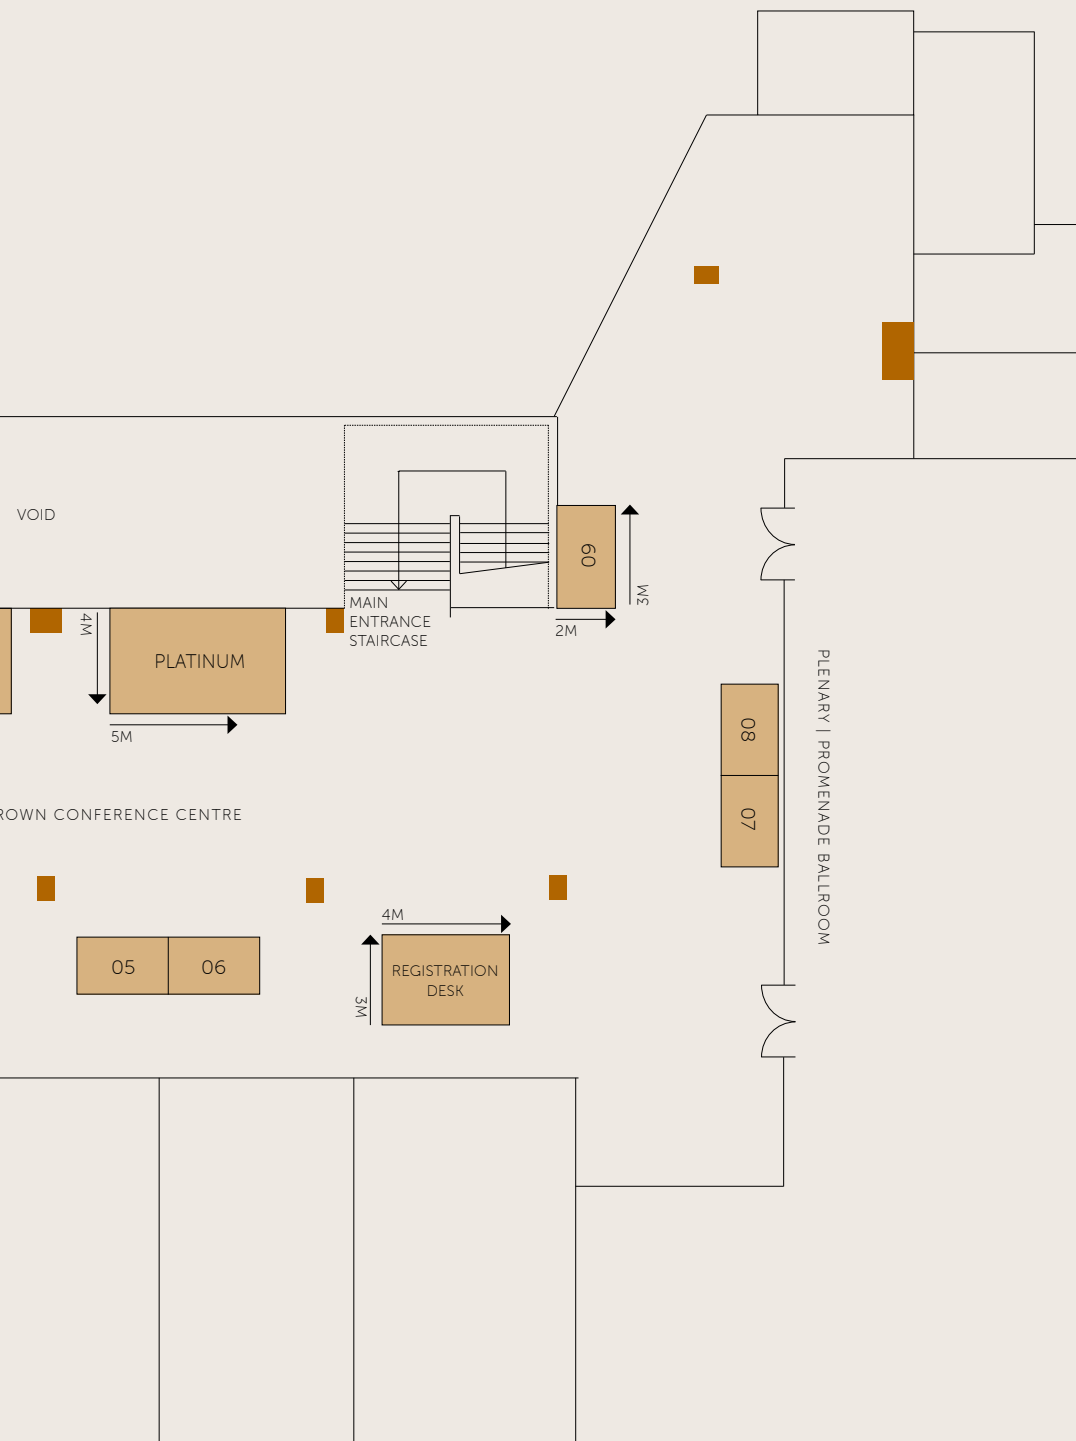 VOID
09
3M
MAIN
ENTRANCE
STAIRCASE
2M
4M
PLATINUM
5M
PLENARY | PROMENADE BALLROOM
08
07
ROWN CONFERENCE CENTRE
4M
05
06
REGISTRATION
DESK
3M